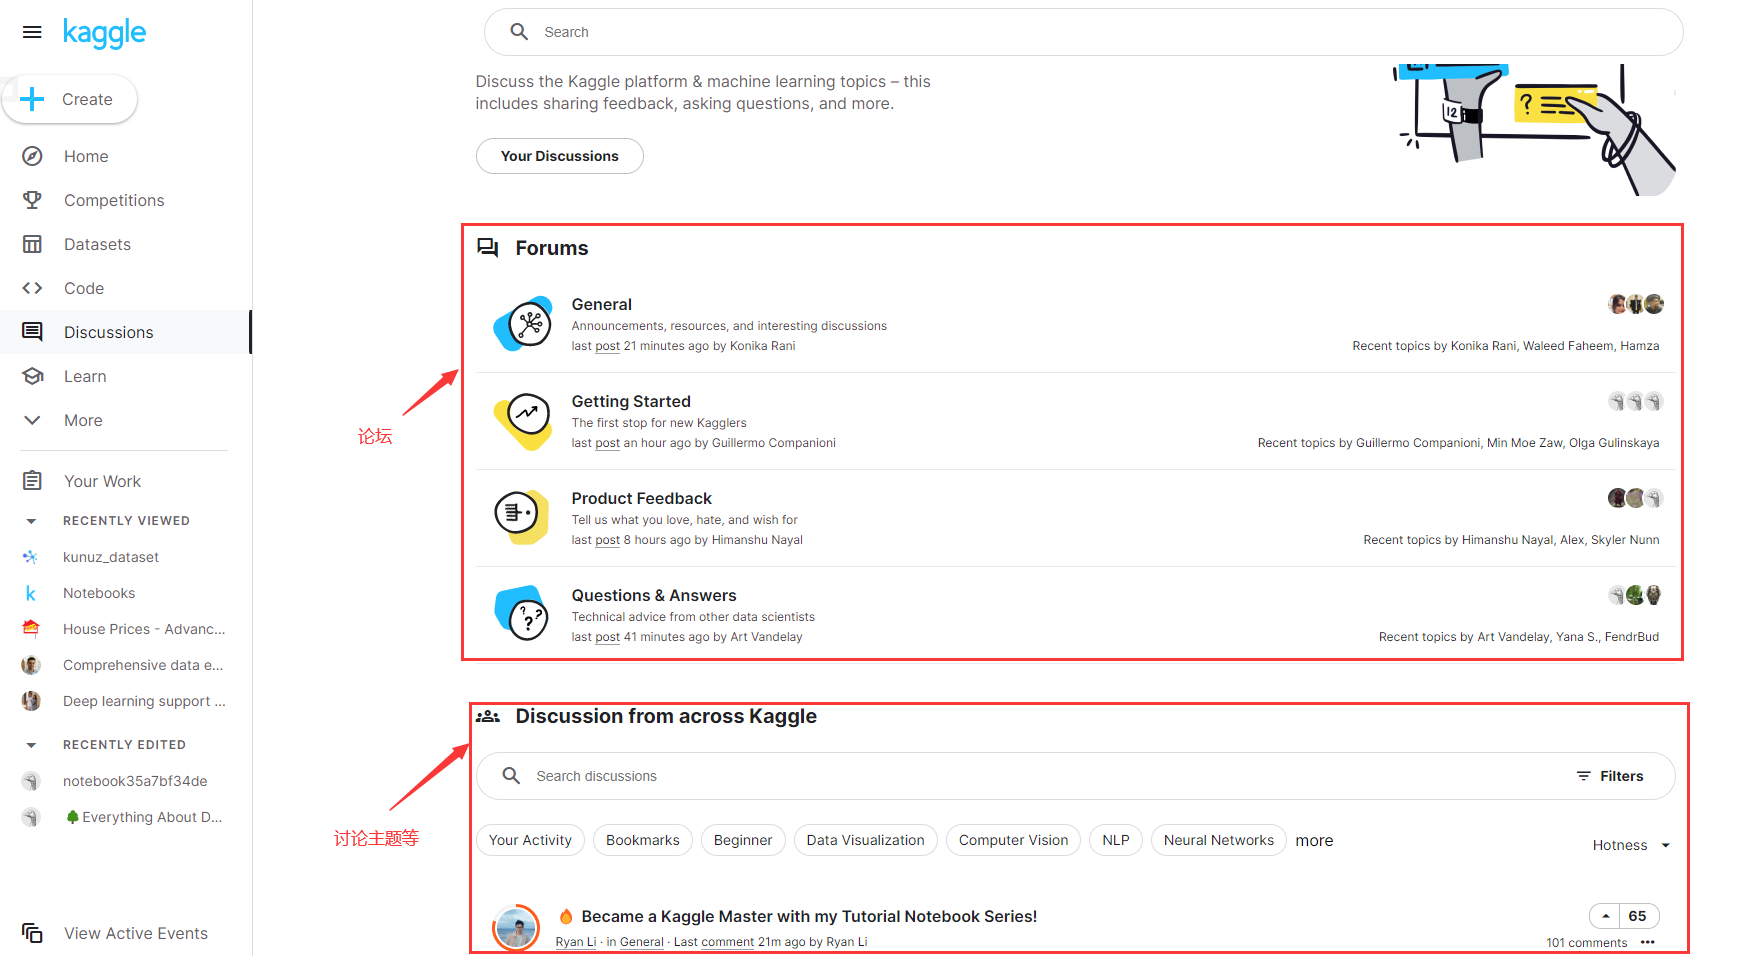 kaggle
Search
Create
Home
Competitions
Datasets
Code
Discussions
Learn
More
Your Work
RECENTLY VIEWED
kunuz_dataset
Notebooks
House Prices - Advanc...
Comprehensive data e...
Deep learning support ...
RECENTLY EDITED
notebook35a7bf34de
Everything About D...
View Active Events
Discuss the Kaggle platform & machine learning topics – this
includes sharing feedback, asking questions, and more.
Your Discussions
12
?
Forums
General
Announcements, resources, and interesting discussions
last post 21 minutes ago by Konika Rani
Recent topics by Konika Rani, Waleed Faheem, Hamza
Getting Started
The first stop for new Kagglers
last post an hour ago by Guillermo Companioni
Recent topics by Guillermo Companioni, Min Moe Zaw, Olga Gulinskaya
Product Feedback
Tell us what you love, hate, and wish for
last post 8 hours ago by Himanshu Nayal
Recent topics by Himanshu Nayal, Alex, Skyler Nunn
Questions & Answers
Technical advice from other data scientists
last post 41 minutes ago by Art Vandelay
Recent topics by Art Vandelay, Yana S., FendrBud
论坛
Discussion from across Kaggle
Search discussions
Filters
Your Activity Bookmarks Beginner Data Visualization Computer Vision NLP Neural Networks more
Hotness
讨论主题等
Became a Kaggle Master with my Tutorial Notebook Series!
Ryan Li · in General · Last comment 21m ago by Ryan Li
65
101 comments